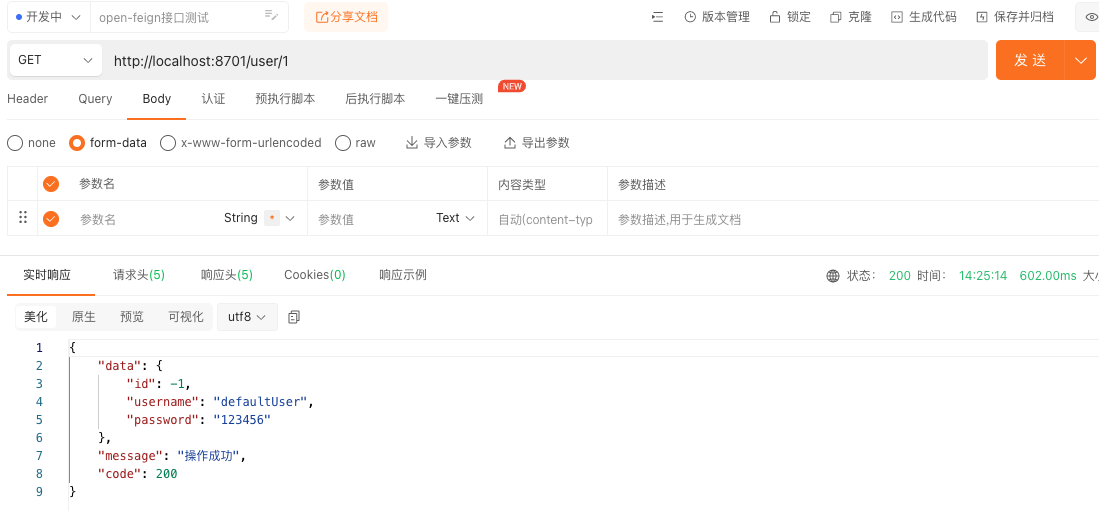 开发中 open-feign接口测试 分享文档 版本管理 锁定 克隆 生成代码 保存并归档
GET http://localhost:8701/user/1 发 送
Header Query Body 认证 预执行脚本 后执行脚本 一键压测 NEW
none form-data x-www-form-urlencoded raw 导入参数 导出参数
参数名 参数值 内容类型 参数描述
参数名 String * 参数值 Text 自动(content-typ 参数描述,用于生成文档
实时响应 请求头(5) 响应头(5) Cookies(0) 响应示例 状态: 200 时间: 14:25:14 602.00ms 大
美化 原生 预览 可视化 utf8
1 {
2 "data": {
3 "id": -1,
4 "username": "defaultUser",
5 "password": "123456"
6 },
7 "message": "操作成功",
8 "code": 200
9 }